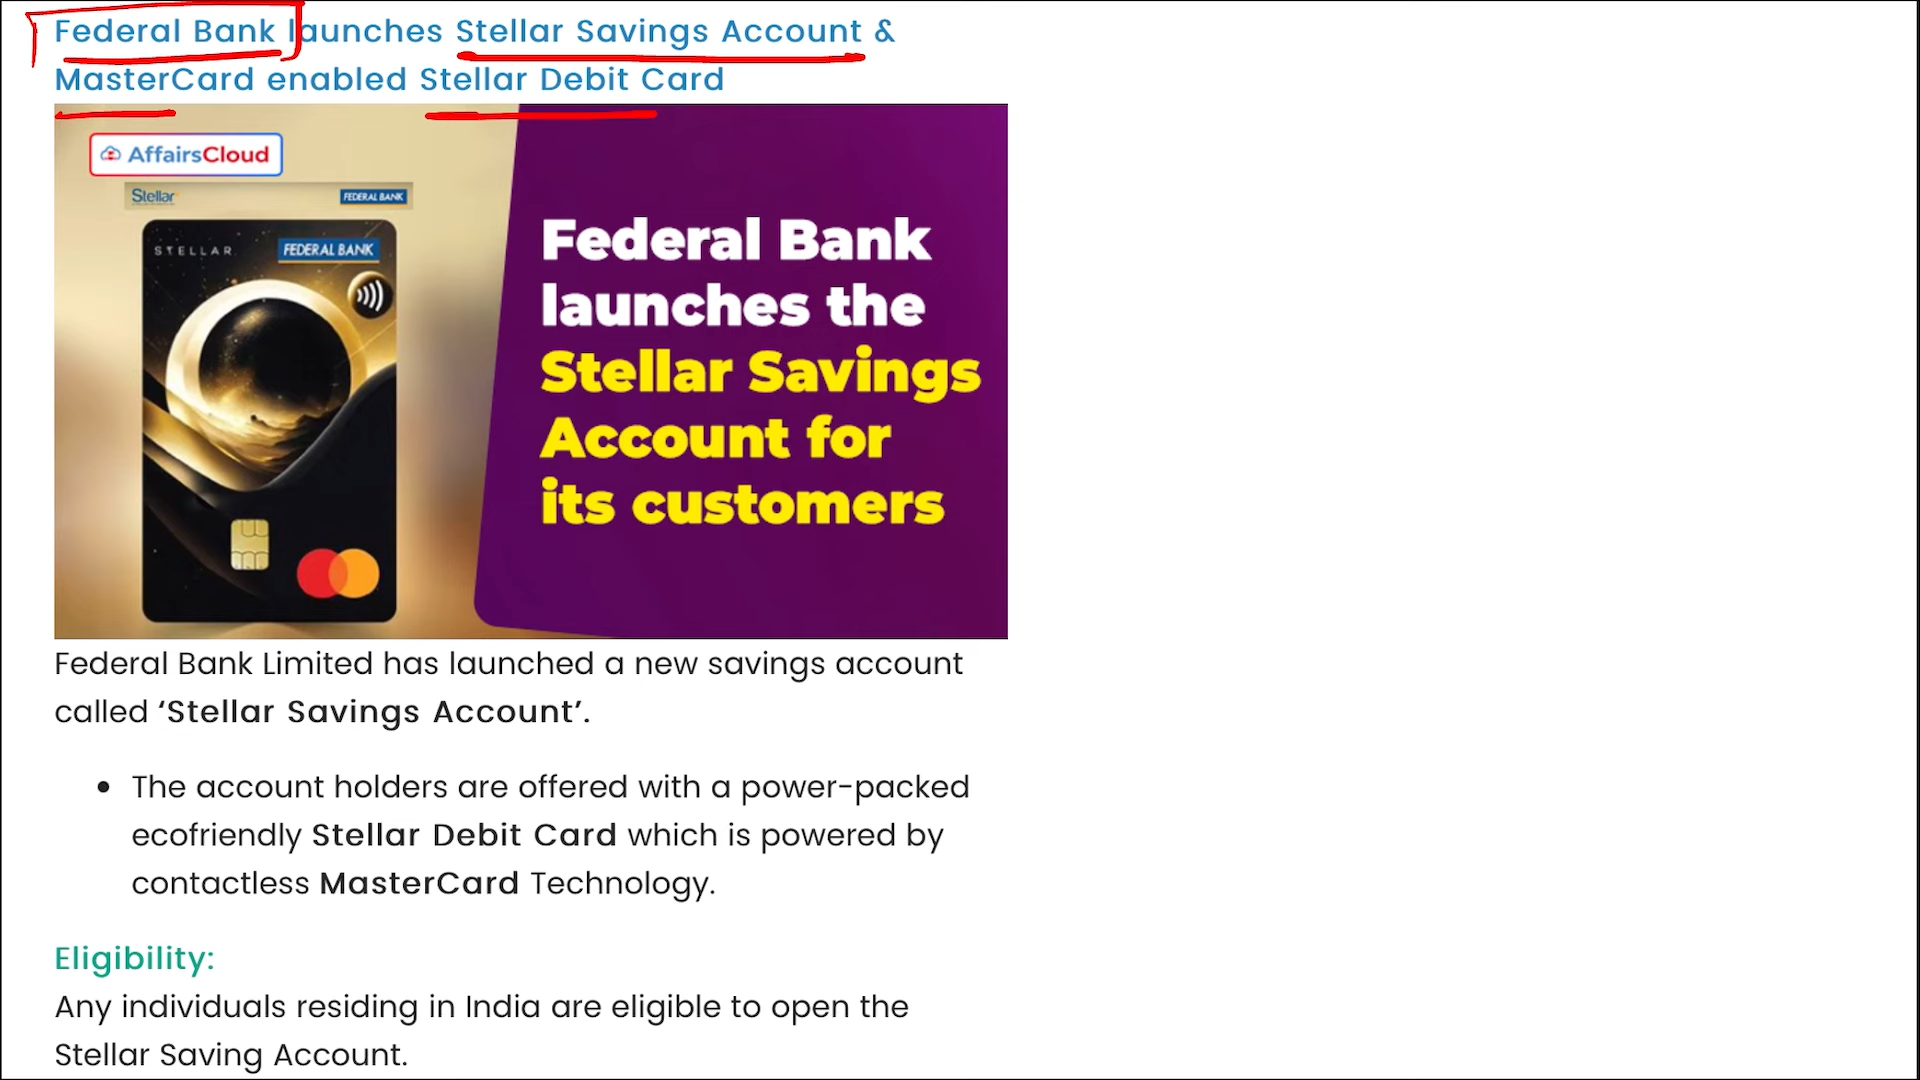 Federal Bank launches Stellar Savings Account &
MasterCard enabled Stellar Debit Card
AffairsCloud
Stellar
FEDERAL BANK
STELLAR
FEDERAL BANK
Federal Bank
launches the
Stellar Savings
Account for
its customers
Federal Bank Limited has launched a new savings account
called ‘Stellar Savings Account’.
• The account holders are offered with a power-packed
ecofriendly Stellar Debit Card which is powered by
contactless MasterCard Technology.
Eligibility:
Any individuals residing in India are eligible to open the
Stellar Saving Account.